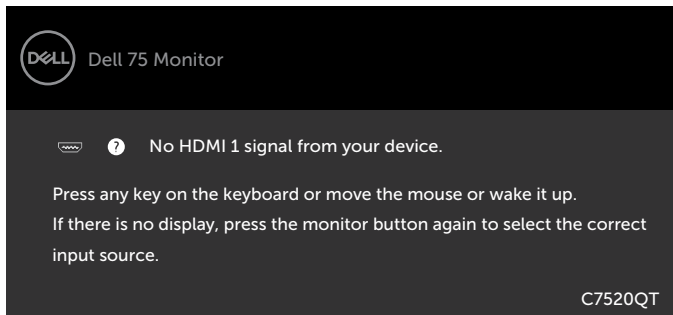 DELL
Dell 75 Monitor
? No HDMI 1 signal from your device.
Press any key on the keyboard or move the mouse or wake it up.
If there is no display, press the monitor button again to select the correct
input source.
C7520QT